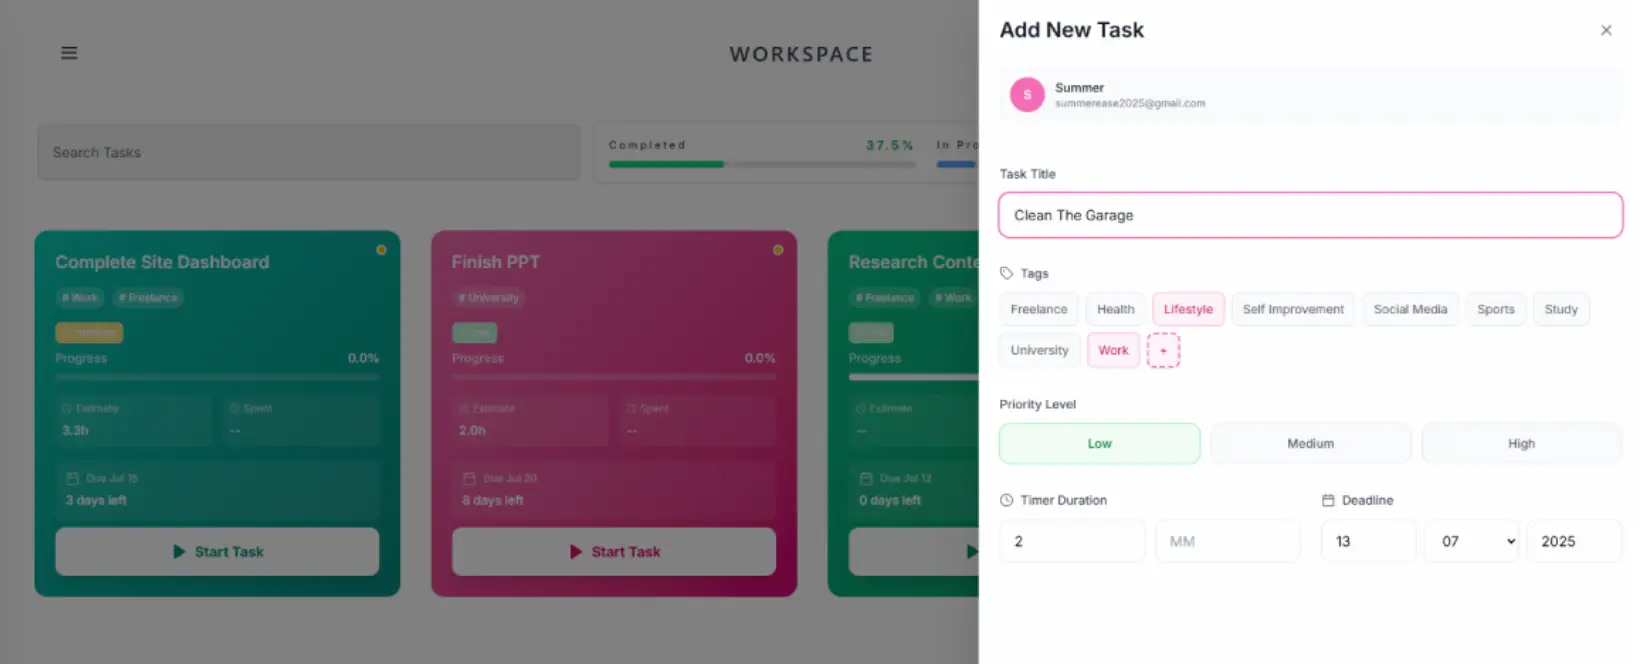 WORKSPACE
Search Tasks
Completed 37.5%
In Pro
Complete Site Dashboard
# Work # Freelance
Progress 0.0%
Estimate Spent
3.3h --
Due Jul 15
3 days left
Start Task
Finish PPT
# University
Progress 0.0%
Estimate Spent
2.0h --
Due Jul 20
8 days left
Start Task
Research Conte
# Freelance # Work
Progress
Estimate
--
Due Jul 12
0 days left
Add New Task ×
S
Summer
summerease2025@gmail.com
Task Title
Clean The Garage
Tags
Freelance Health Lifestyle Self Improvement Social Media Sports Study
University Work +
Priority Level
Low Medium High
Timer Duration Deadline
2 MM 13 07 2025